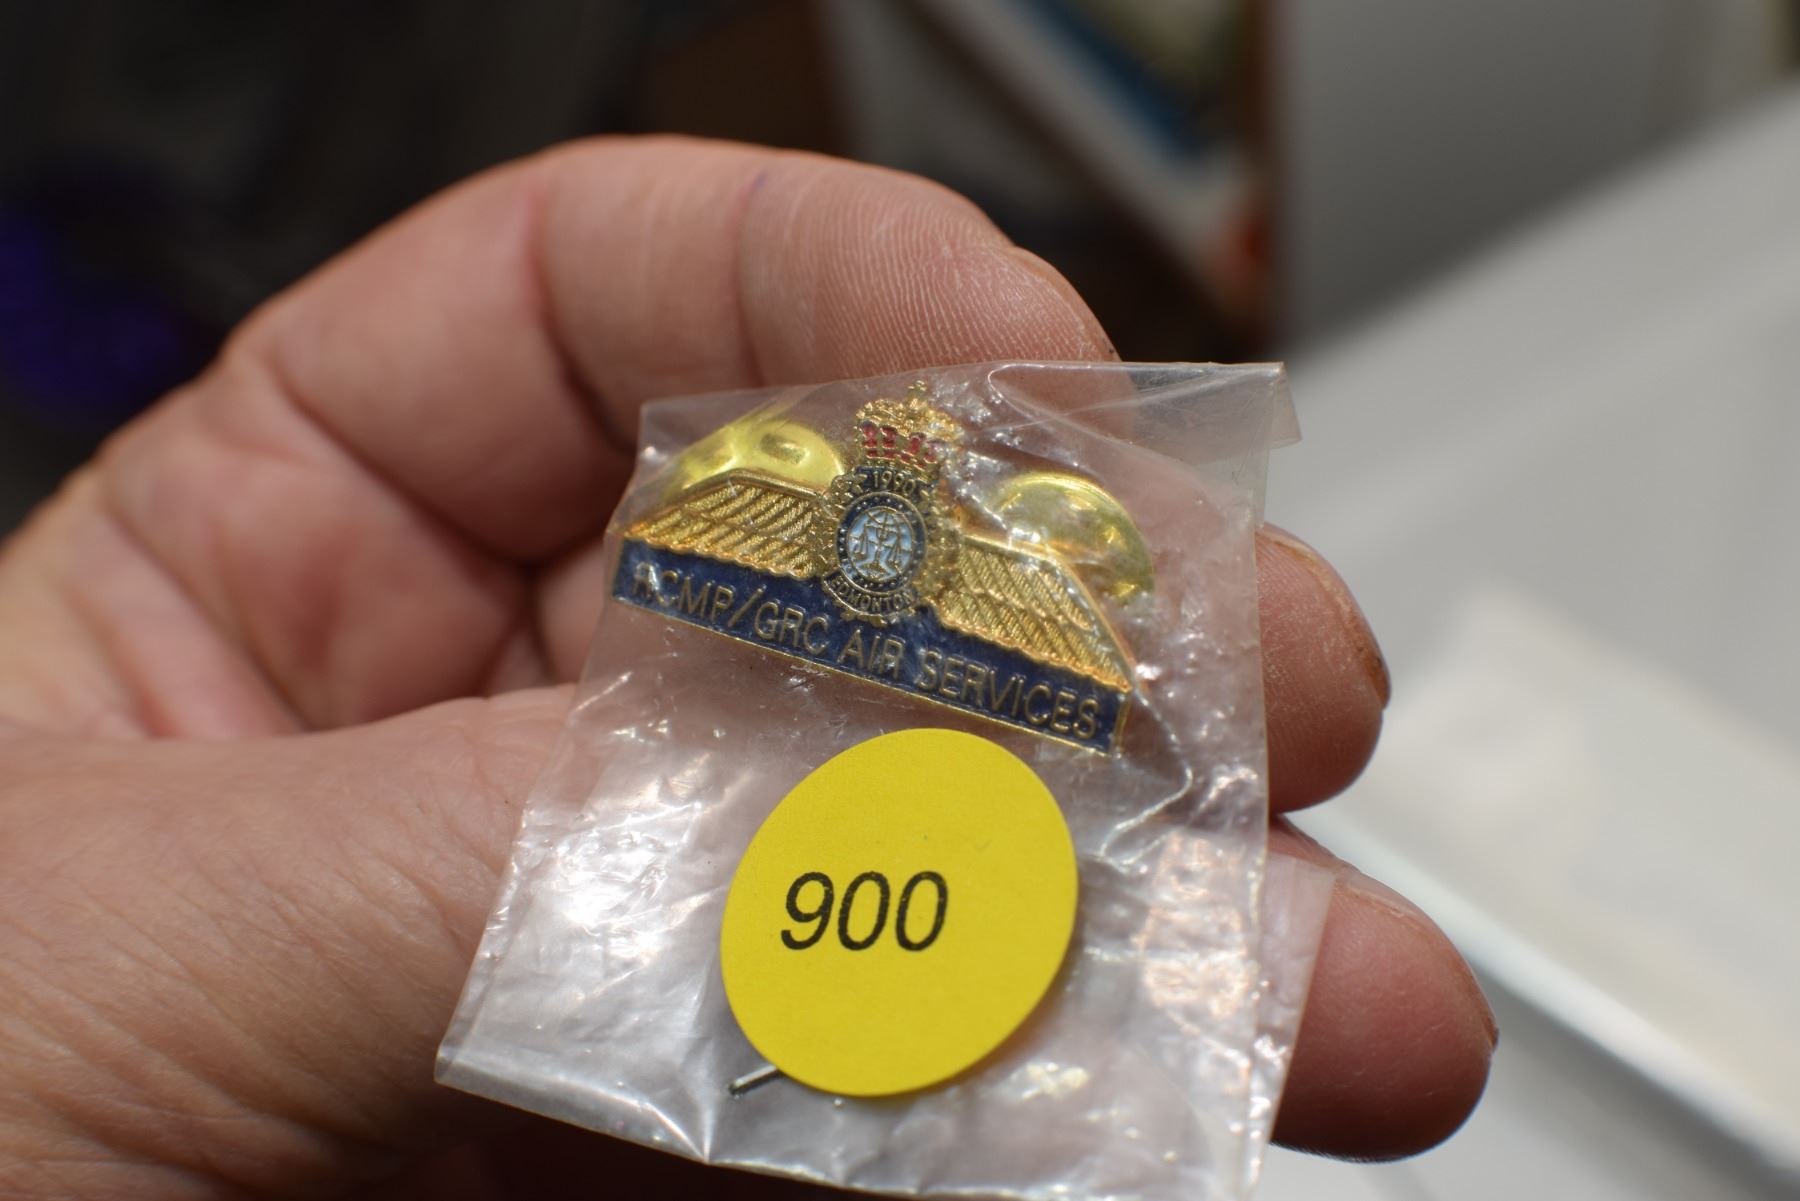 1990
EDMONTON
RCMP/GRC AIR SERVICES
900